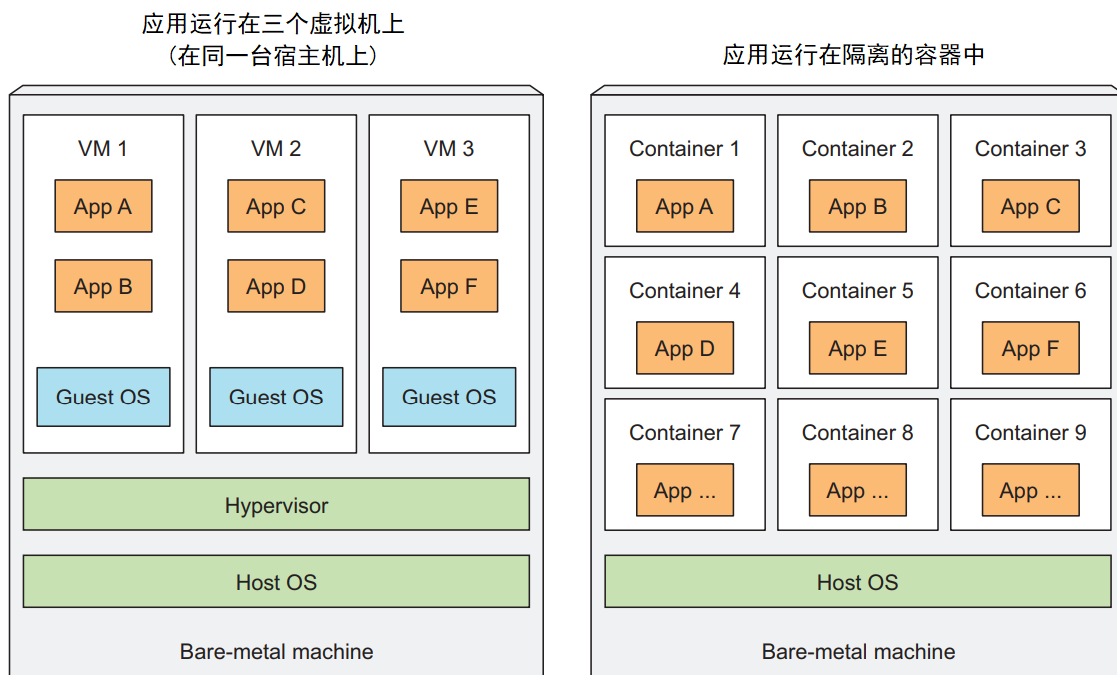 应用运行在三个虚拟机上
(在同一台宿主机上)
VM 1
VM 2
VM 3
App A
App C
App E
App B
App D
App F
Guest OS
Guest OS
Guest OS
Hypervisor
Host OS
Bare-metal machine
应用运行在隔离的容器中
Container 1
Container 2
Container 3
App A
App B
App C
Container 4
Container 5
Container 6
App D
App E
App F
Container 7
Container 8
Container 9
App ...
App ...
App ...
Host OS
Bare-metal machine